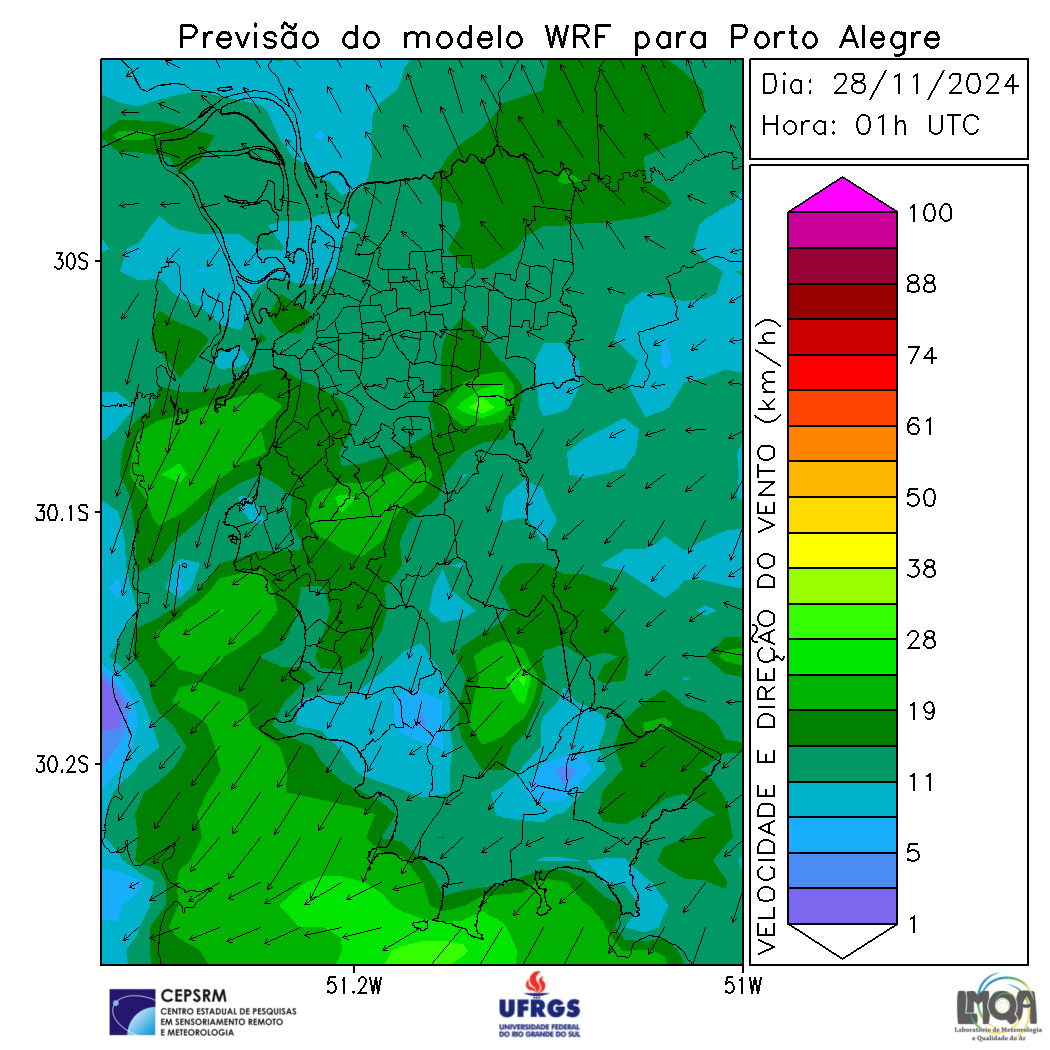 Previsão do modelo WRF para Porto Alegre
Dia: 28/11/2024
Hora: 01h UTC
30S
30.1S
30.2S
51.2W
51W
VELOCIDADE E DIREÇÃO DO VENTO (km/h)
100
88
74
61
50
38
28
19
11
5
1
CEPSRM
CENTRO ESTADUAL DE PESQUISAS
EM SENSORIAMENTO REMOTO
E METEOROLOGIA
UFRGS
UNIVERSIDADE FEDERAL
DO RIO GRANDE DO SUL
LMQA
Laboratório de Meteorologia
e Qualidade do Ar